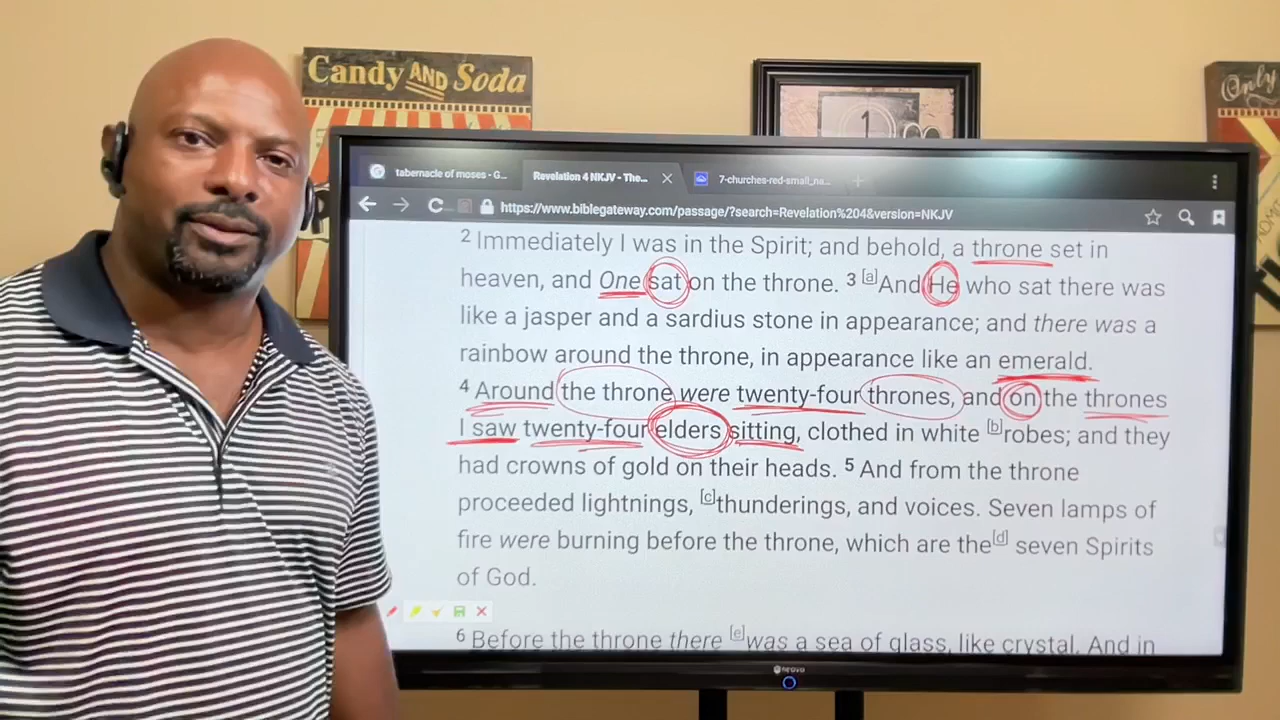 Candy AND Soda
1
Only
tabernacle of moses - G...
Revelation 4 NKJV - The...
7-churches-red-small_na...
https://www.biblegateway.com/passage/?search=Revelation%204&version=NKJV
2 Immediately I was in the Spirit; and behold, a throne set in
heaven, and One sat on the throne. 3 [a]And He who sat there was
like a jasper and a sardius stone in appearance; and there was a
rainbow around the throne, in appearance like an emerald.
4 Around the throne were twenty-four thrones, and on the thrones
I saw twenty-four elders sitting, clothed in white [b]robes; and they
had crowns of gold on their heads. 5 And from the throne
proceeded lightnings, [c]thunderings, and voices. Seven lamps of
fire were burning before the throne, which are the[d] seven Spirits
of God.
6 Before the throne there [e]was a sea of glass, like crystal. And in
neovo